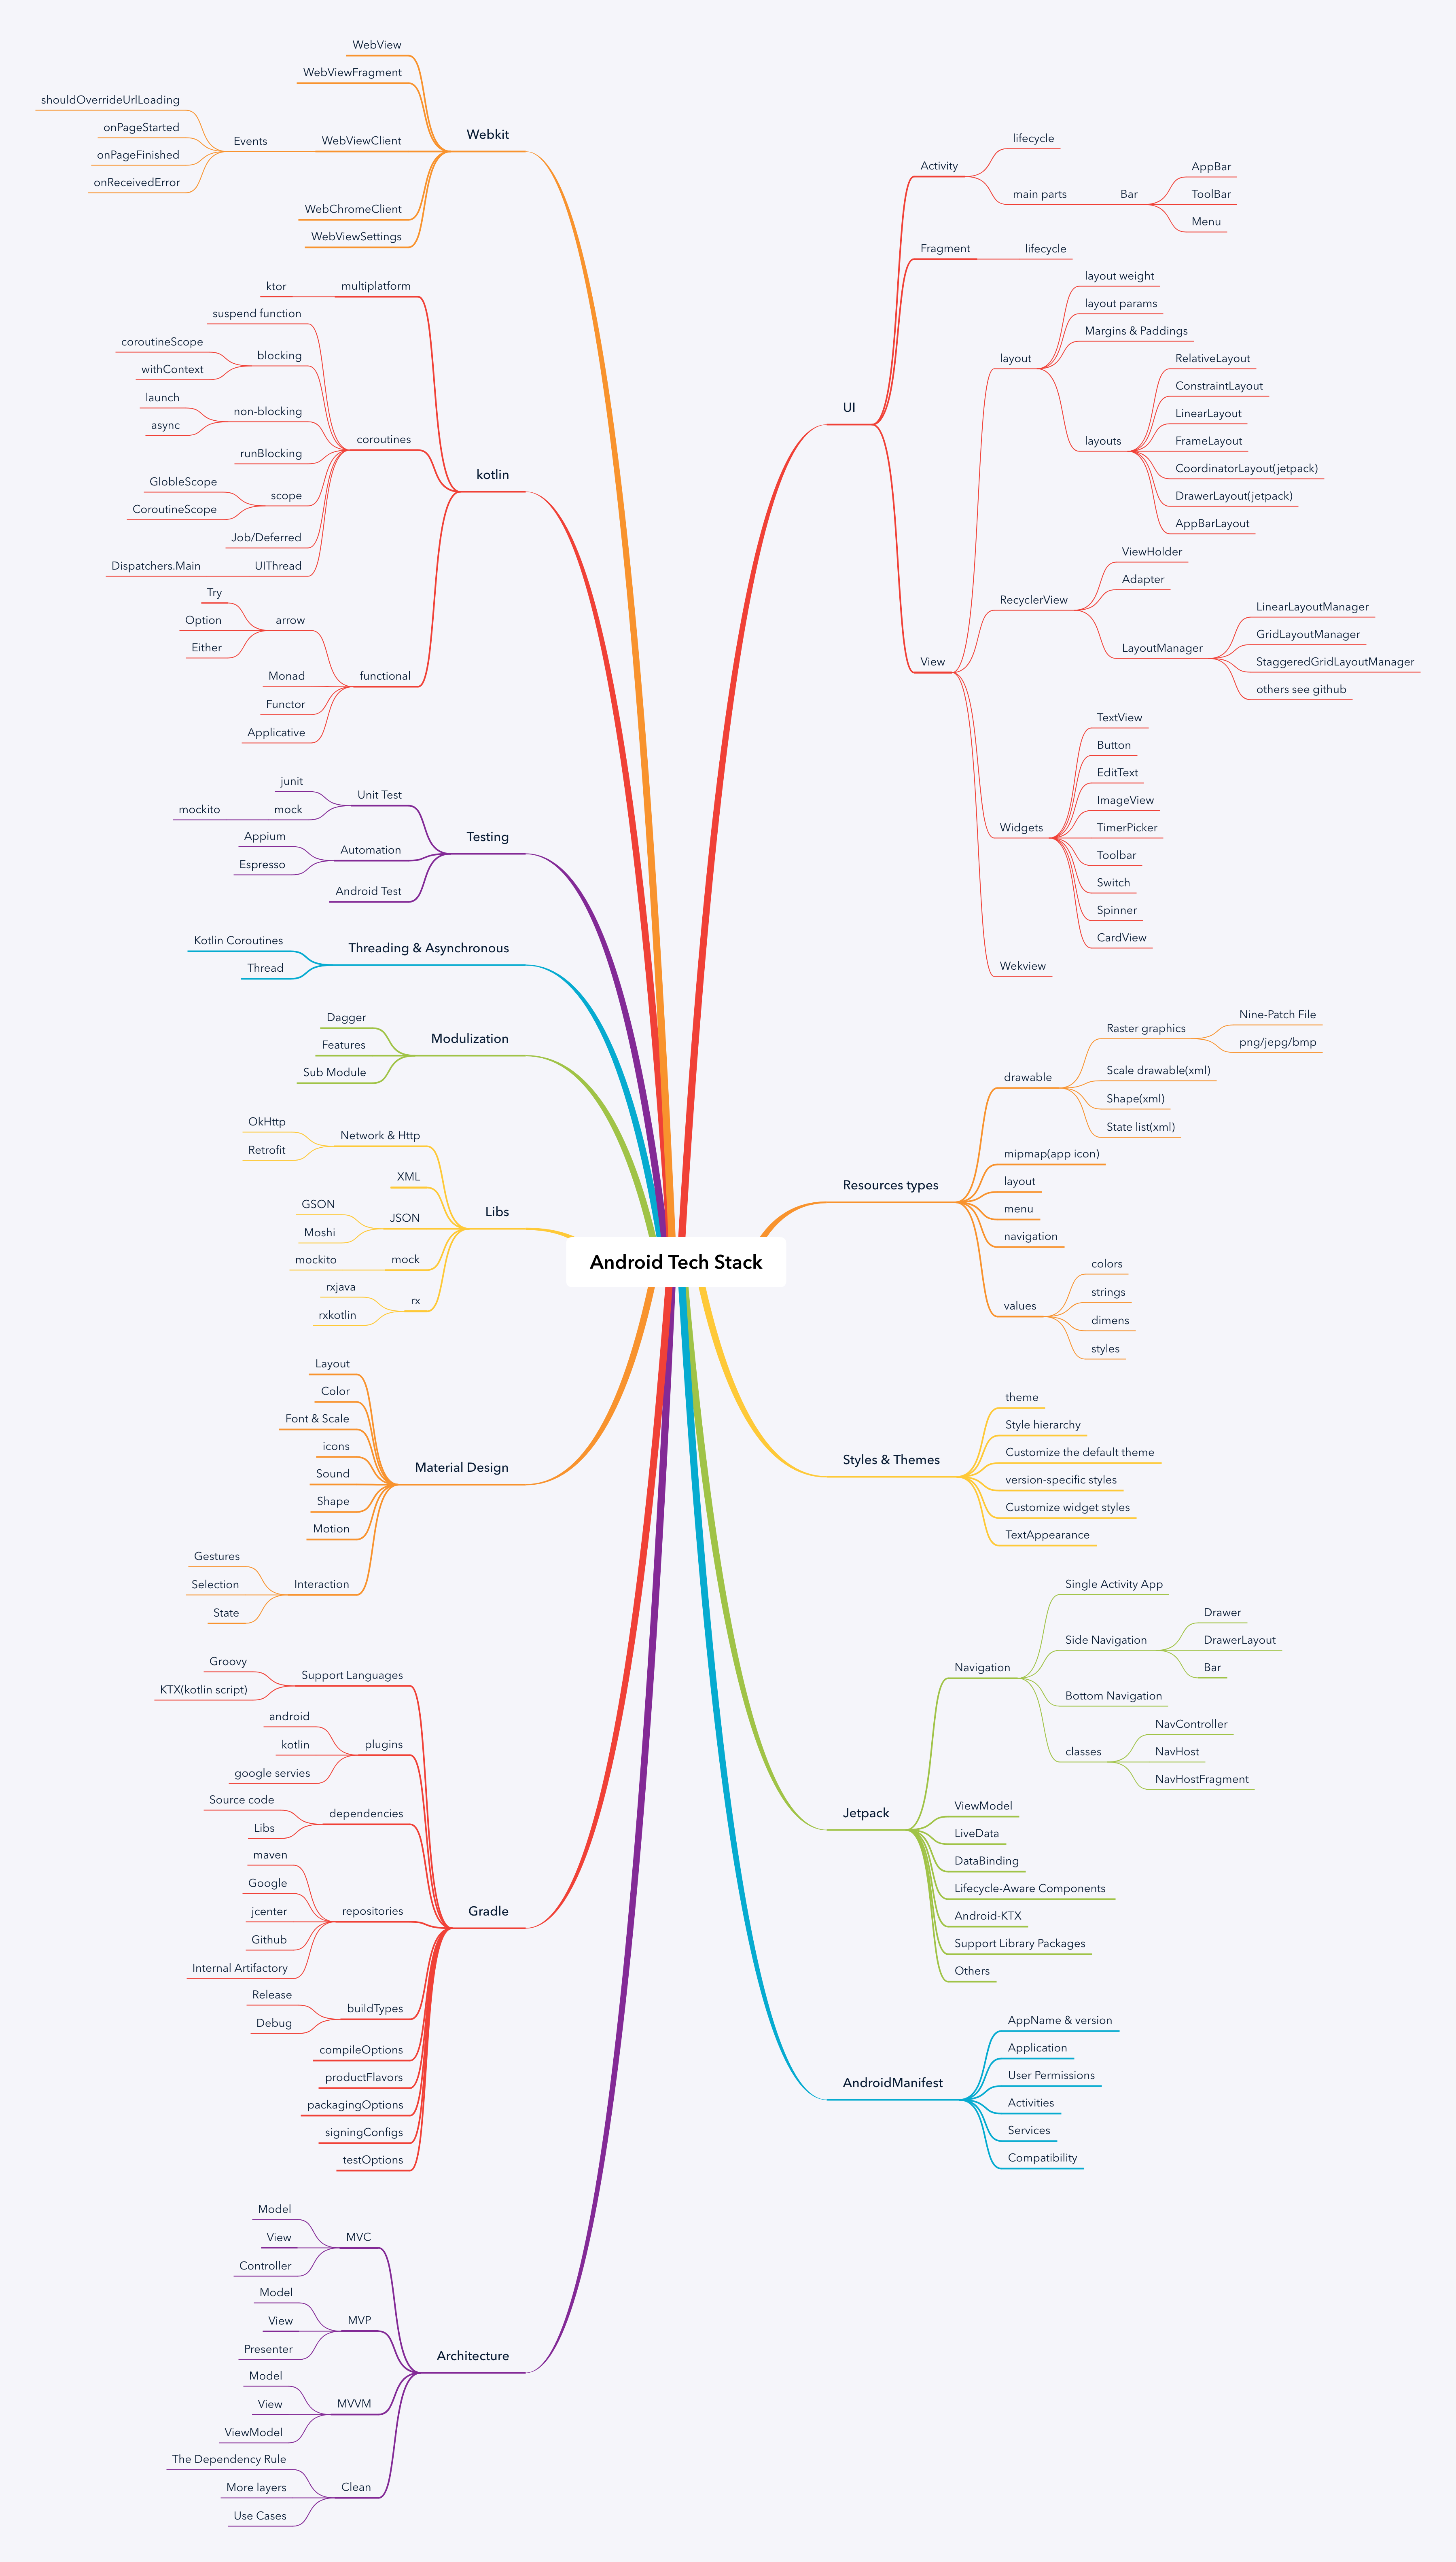 WebView
WebViewFragment
shouldOverrideUrlLoading
onPageStarted
onPageFinished
onReceivedError
Events
WebViewClient
WebChromeClient
WebViewSettings
Webkit
ktor
multiplatform
suspend function
coroutineScope
withContext
blocking
launch
async
non-blocking
runBlocking
GlobleScope
CoroutineScope
scope
Job/Deferred
Dispatchers.Main
UIThread
coroutines
Try
Option
Either
arrow
Monad
Functor
Applicative
functional
kotlin
junit
mockito
mock
Unit Test
Appium
Espresso
Automation
Android Test
Testing
Kotlin Coroutines
Thread
Threading & Asynchronous
Dagger
Features
Sub Module
Modulization
OkHttp
Retrofit
Network & Http
XML
GSON
Moshi
JSON
mockito
mock
rxjava
rxkotlin
rx
Libs
Android Tech Stack
Layout
Color
Font & Scale
icons
Sound
Shape
Motion
Gestures
Selection
State
Interaction
Material Design
Groovy
KTX(kotlin script)
Support Languages
android
kotlin
google servies
plugins
Source code
Libs
dependencies
maven
Google
jcenter
Github
Internal Artifactory
repositories
Release
Debug
buildTypes
compileOptions
productFlavors
packagingOptions
signingConfigs
testOptions
Gradle
Model
View
Controller
MVC
Model
View
Presenter
MVP
Model
View
ViewModel
MVVM
The Dependency Rule
More layers
Use Cases
Clean
Architecture
UI
Activity
lifecycle
main parts
Bar
AppBar
ToolBar
Menu
Fragment
lifecycle
View
layout
layout weight
layout params
Margins & Paddings
layouts
RelativeLayout
ConstraintLayout
LinearLayout
FrameLayout
CoordinatorLayout(jetpack)
DrawerLayout(jetpack)
AppBarLayout
RecyclerView
ViewHolder
Adapter
LayoutManager
LinearLayoutManager
GridLayoutManager
StaggeredGridLayoutManager
others see github
Widgets
TextView
Button
EditText
ImageView
TimerPicker
Toolbar
Switch
Spinner
CardView
Wekview
Resources types
drawable
Raster graphics
Nine-Patch File
png/jepg/bmp
Scale drawable(xml)
Shape(xml)
State list(xml)
mipmap(app icon)
layout
menu
navigation
values
colors
strings
dimens
styles
Styles & Themes
theme
Style hierarchy
Customize the default theme
version-specific styles
Customize widget styles
TextAppearance
Jetpack
Navigation
Single Activity App
Side Navigation
Drawer
DrawerLayout
Bar
Bottom Navigation
classes
NavController
NavHost
NavHostFragment
ViewModel
LiveData
DataBinding
Lifecycle-Aware Components
Android-KTX
Support Library Packages
Others
AndroidManifest
AppName & version
Application
User Permissions
Activities
Services
Compatibility